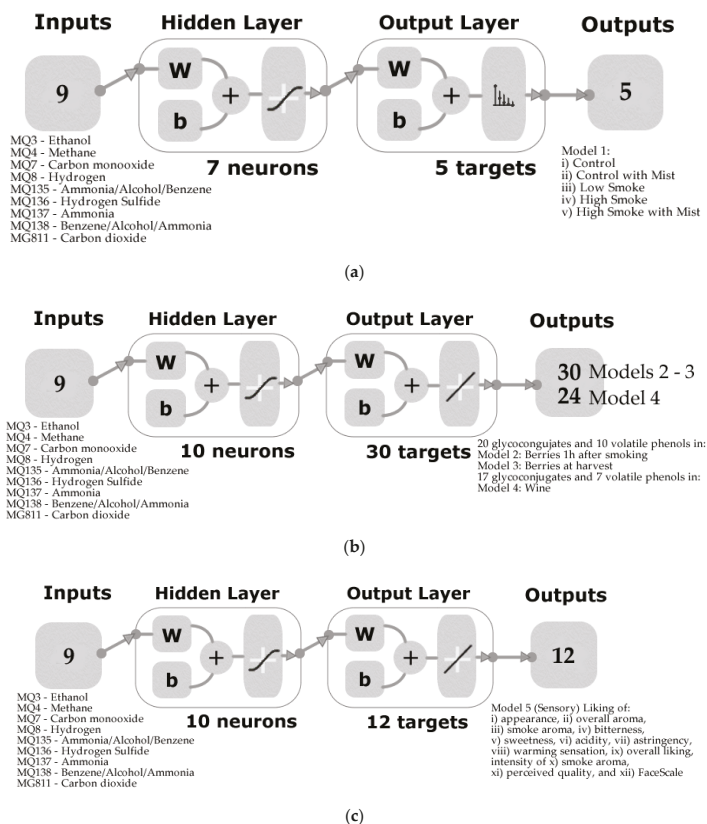 Inputs
Hidden Layer
Output Layer
Outputs
9
W
b
+
W
b
+
5
7 neurons
5 targets
MQ3 - Ethanol
MQ4 - Methane
MQ7 - Carbon monooxide
MQ8 - Hydrogen
MQ135 - Ammonia/Alcohol/Benzene
MQ136 - Hydrogen Sulfide
MQ137 - Ammonia
MQ138 - Benzene/Alcohol/Ammonia
MG811 - Carbon dioxide
Model 1:
i) Control
ii) Control with Mist
iii) Low Smoke
iv) High Smoke
v) High Smoke with Mist
(a)
Inputs
Hidden Layer
Output Layer
Outputs
9
W
b
+
W
b
+
30 Models 2 - 3
24 Model 4
10 neurons
30 targets
MQ3 - Ethanol
MQ4 - Methane
MQ7 - Carbon monooxide
MQ8 - Hydrogen
MQ135 - Ammonia/Alcohol/Benzene
MQ136 - Hydrogen Sulfide
MQ137 - Ammonia
MQ138 - Benzene/Alcohol/Ammonia
MG811 - Carbon dioxide
20 glycocongujates and 10 volatile phenols in:
Model 2: Berries 1h after smoking
Model 3: Berries at harvest
17 glycoconjugates and 7 volatile phenols in:
Model 4: Wine
(b)
Inputs
Hidden Layer
Output Layer
Outputs
9
W
b
+
W
b
+
12
10 neurons
12 targets
MQ3 - Ethanol
MQ4 - Methane
MQ7 - Carbon monooxide
MQ8 - Hydrogen
MQ135 - Ammonia/Alcohol/Benzene
MQ136 - Hydrogen Sulfide
MQ137 - Ammonia
MQ138 - Benzene/Alcohol/Ammonia
MG811 - Carbon dioxide
Model 5 (Sensory) Liking of:
i) appearance, ii) overall aroma,
iii) smoke aroma, iv) bitterness,
v) sweetness, vi) acidity, vii) astringency,
viii) warming sensation, ix) overall liking,
intensity of x) smoke aroma,
xi) perceived quality, and xii) FaceScale
(c)